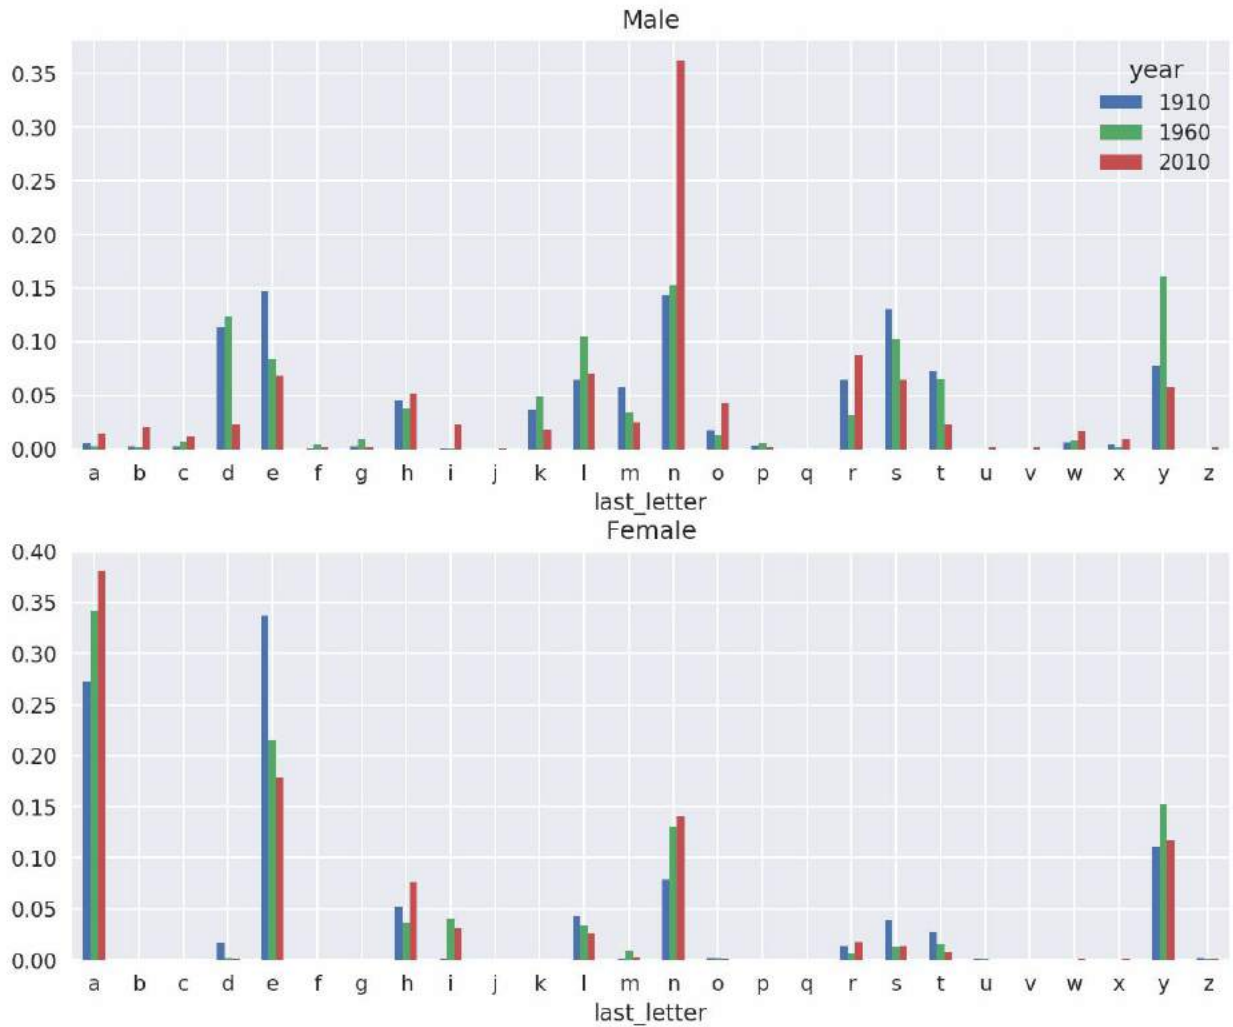 Male
0.35
0.30
0.25
0.20
0.15
0.10
0.05
0.00
year
1910
1960
2010
a b c d e f g h i j k l m n o p q r s t u v w x y z
last_letter
Female
0.40
0.35
0.30
0.25
0.20
0.15
0.10
0.05
0.00
a b c d e f g h i j k l m n o p q r s t u v w x y z
last_letter